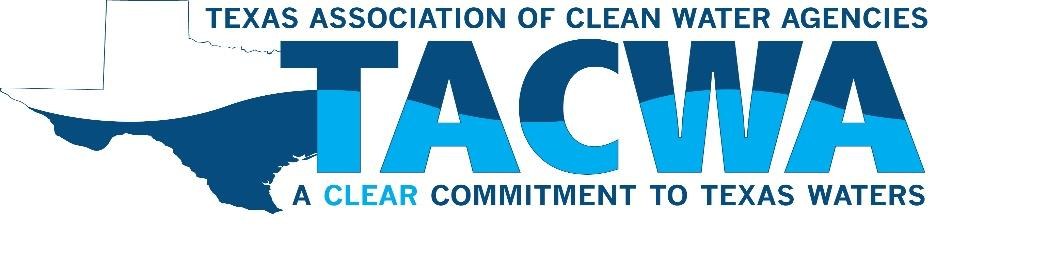 TEXAS ASSOCIATION OF CLEAN WATER AGENCIES
TACWA
A CLEAR COMMITMENT TO TEXAS WATERS